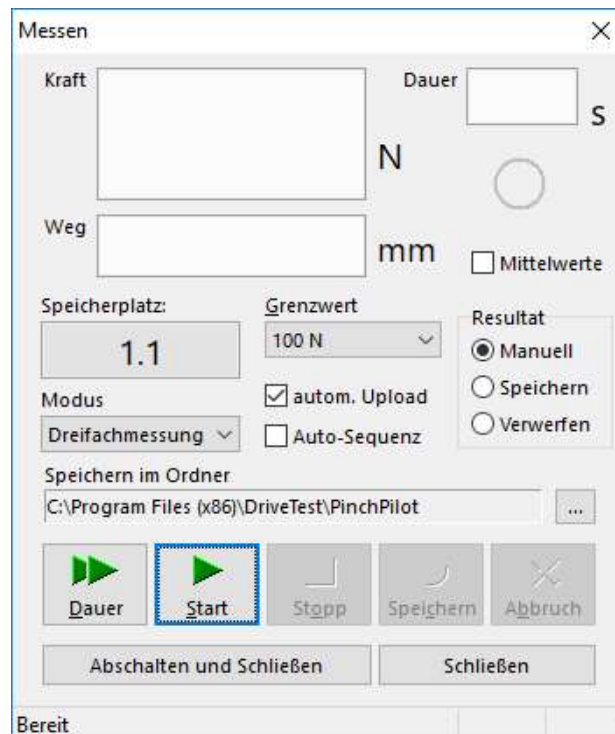 Messen
Kraft
N
Dauer
s
Weg
mm
Mittelwerte
Speicherplatz:
1.1
Grenzwert
100 N
Resultat
Manuell
Speichern
Verwerfen
autom. Upload
Auto-Sequenz
Modus
Dreifachmessung
Speichern im Ordner
C:\Program Files (x86)\DriveTest\PinchPilot
...
Dauer
Start
Stopp
Speichern
Abbruch
Abschalten und Schließen
Schließen
Bereit